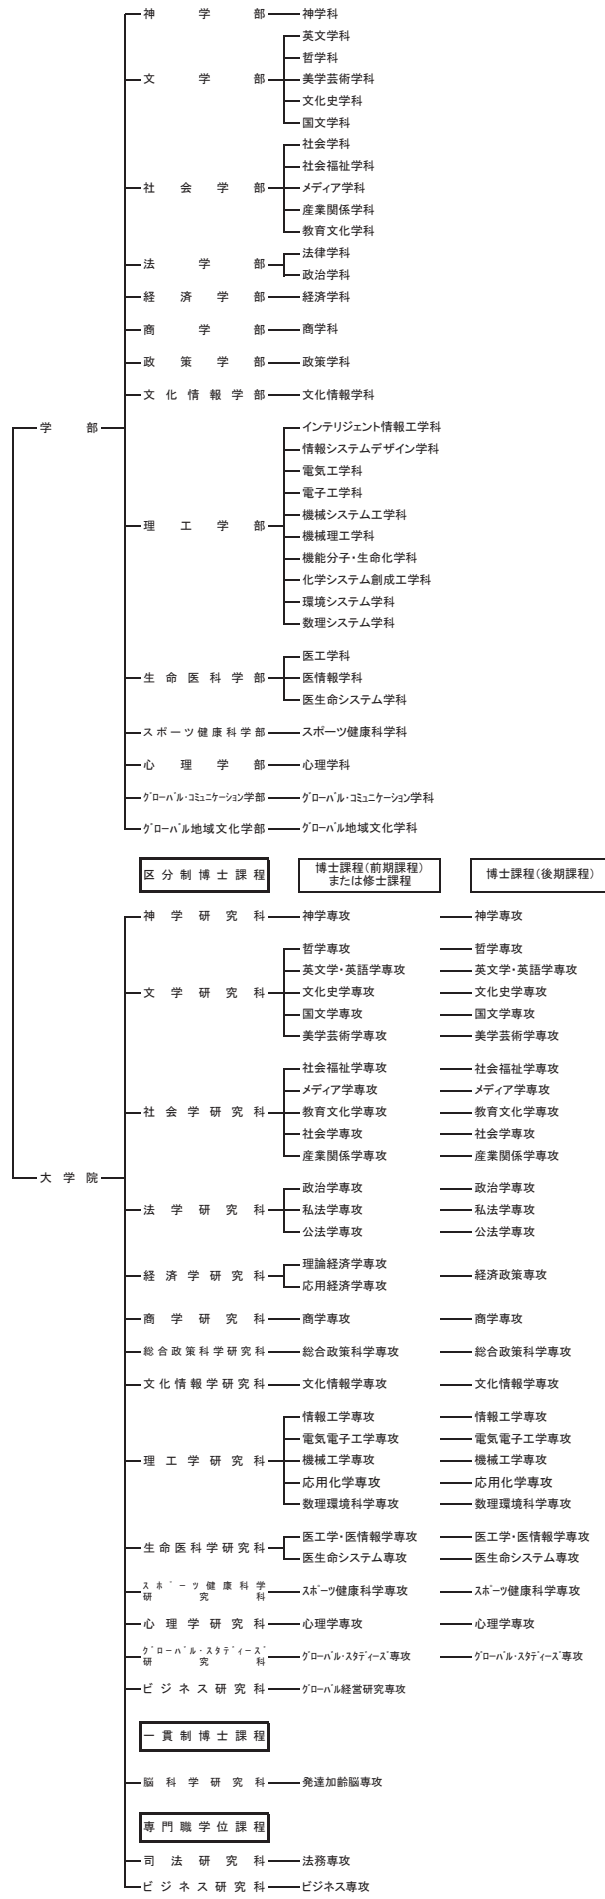 神学部 神学科
英文学科
哲学科
文学部 美学芸術学科
文化史学科
国文学科
社会学科
社会福祉学科
社会学部 メディア学科
産業関係学科
教育文化学科
法律学科
法学部
政治学科
経済学部 経済学科
商学部 商学科
政策学部 政策学科
文化情報学部 文化情報学科
学部 インテリジェント情報工学科
情報システムデザイン学科
電気工学科
電子工学科
機械システム工学科
理工学部
機械理工学科
機能分子・生命化学科
化学システム創成工学科
環境システム学科
数理システム学科
医工学科
生命医科学部 医情報学科
医生命システム学科
スポーツ健康科学部 スポーツ健康科学科
心理学部 心理学科
グローバル・コミュニケーション学部 グローバル・コミュニケーション学科
グローバル地域文化学部 グローバル地域文化学科
区分制博士課程 博士課程(前期課程) または修士課程 博士課程(後期課程)
神学研究科 神学専攻 神学専攻
哲学専攻 哲学専攻
英文学・英語学専攻 英文学・英語学専攻
文学研究科 文化史学専攻 文化史学専攻
国文学専攻 国文学専攻
美学芸術学専攻 美学芸術学専攻
社会福祉学専攻 社会福祉学専攻
メディア学専攻 メディア学専攻
社会学研究科 教育文化学専攻 教育文化学専攻
社会学専攻 社会学専攻
産業関係学専攻 産業関係学専攻
大学院
政治学専攻 政治学専攻
法学研究科 私法学専攻 私法学専攻
公法学専攻 公法学専攻
理論経済学専攻
経済学研究科 経済政策専攻
応用経済学専攻
商学研究科 商学専攻 商学専攻
総合政策科学研究科 総合政策科学専攻 総合政策科学専攻
文化情報学研究科 文化情報学専攻 文化情報学専攻
情報工学専攻 情報工学専攻
電気電子工学専攻 電気電子工学専攻
理工学研究科 機械工学専攻 機械工学専攻
応用化学専攻 応用化学専攻
数理環境科学専攻 数理環境科学専攻
医工学・医情報学専攻 医工学・医情報学専攻
生命医科学研究科
医生命システム専攻 医生命システム専攻
スポーツ健康科学
研究科 スポーツ健康科学専攻 スポーツ健康科学専攻
心理学研究科 心理学専攻 心理学専攻
グローバル・スタディーズ
研究科 グローバル・スタディーズ専攻 グローバル・スタディーズ専攻
ビジネス研究科 グローバル経営研究専攻
一貫制博士課程
脳科学研究科 発達加齢脳専攻
専門職学位課程
司法研究科 法務専攻
ビジネス研究科 ビジネス専攻